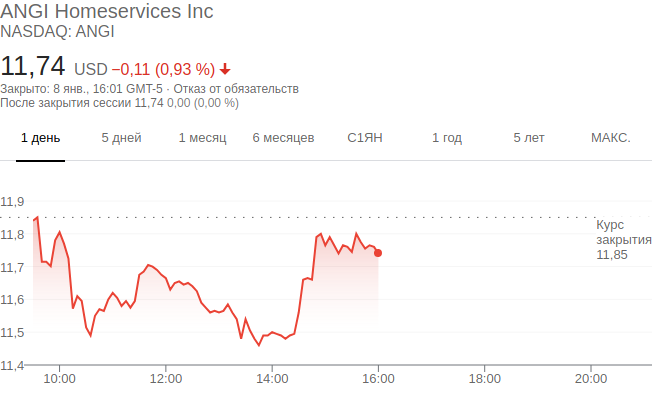 ANGI Homeservices Inc
NASDAQ: ANGI
11,74 USD −0,11 (0,93 %)
Закрыто: 8 янв., 16:01 GMT-5 · Отказ от обязательств
После закрытия сессии 11,74 0,00 (0,00 %)
1 день 5 дней 1 месяц 6 месяцев С1ЯН 1 год 5 лет МАКС.
11,9
11,8
11,7
11,6
11,5
11,4
Курс
закрытия
11,85
10:00 12:00 14:00 16:00 18:00 20:00